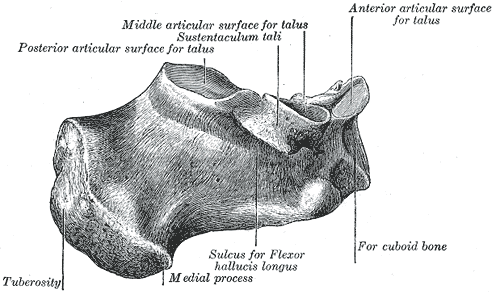 Anterior articular surface
for talus
Middle articular surface for talus
Sustentaculum tali
Posterior articular surface for talus
For cuboid bone
Sulcus for Flexor
hallucis longus
Medial process
Tuberosity